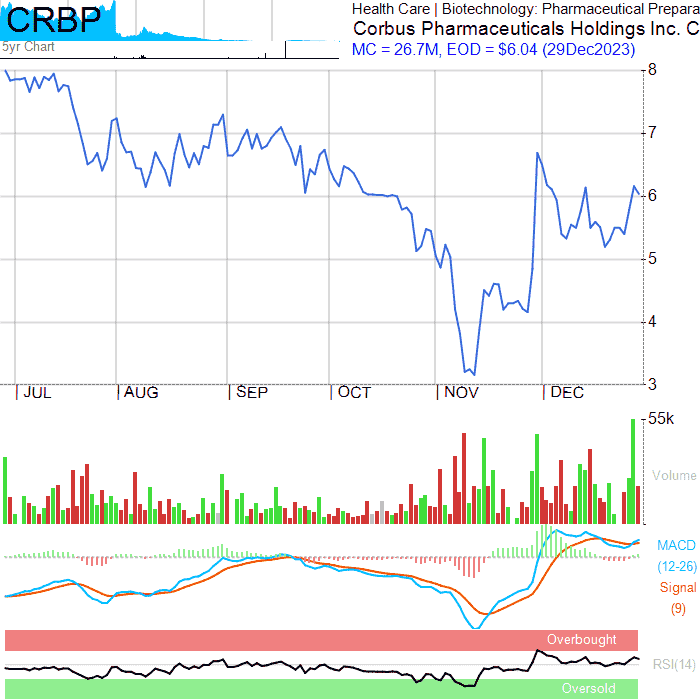 CRBP
5yr Chart
Health Care | Biotechnology: Pharmaceutical Prepara
Corbus Pharmaceuticals Holdings Inc. C
MC = 26.7M, EOD = $6.04 (29Dec2023)
8
7
6
5
4
3
JUL
AUG
SEP
OCT
NOV
DEC
55k
Volume
MACD
(12-26)
Signal
(9)
Overbought
RSI(14)
Oversold